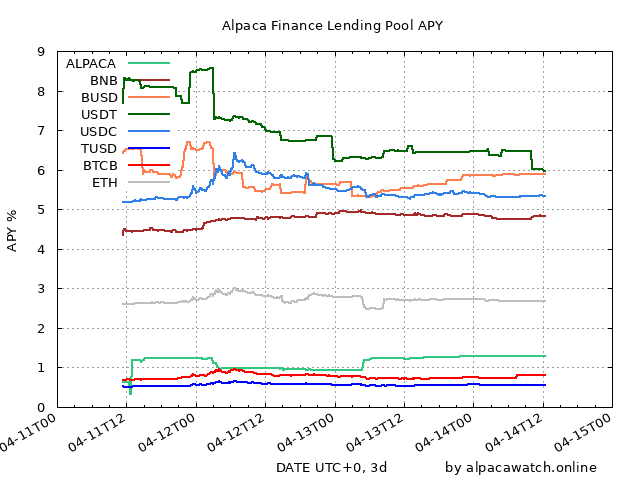 Alpaca Finance Lending Pool APY
9
8
7
6
5
4
3
2
1
0
APY %
ALPACA
BNB
BUSD
USDT
USDC
TUSD
BTCB
ETH
04-11T00
04-11T12
04-12T00
04-12T12
04-13T00
04-13T12
04-14T00
04-14T12
04-15T00
DATE UTC+0, 3d by alpacawatch.online